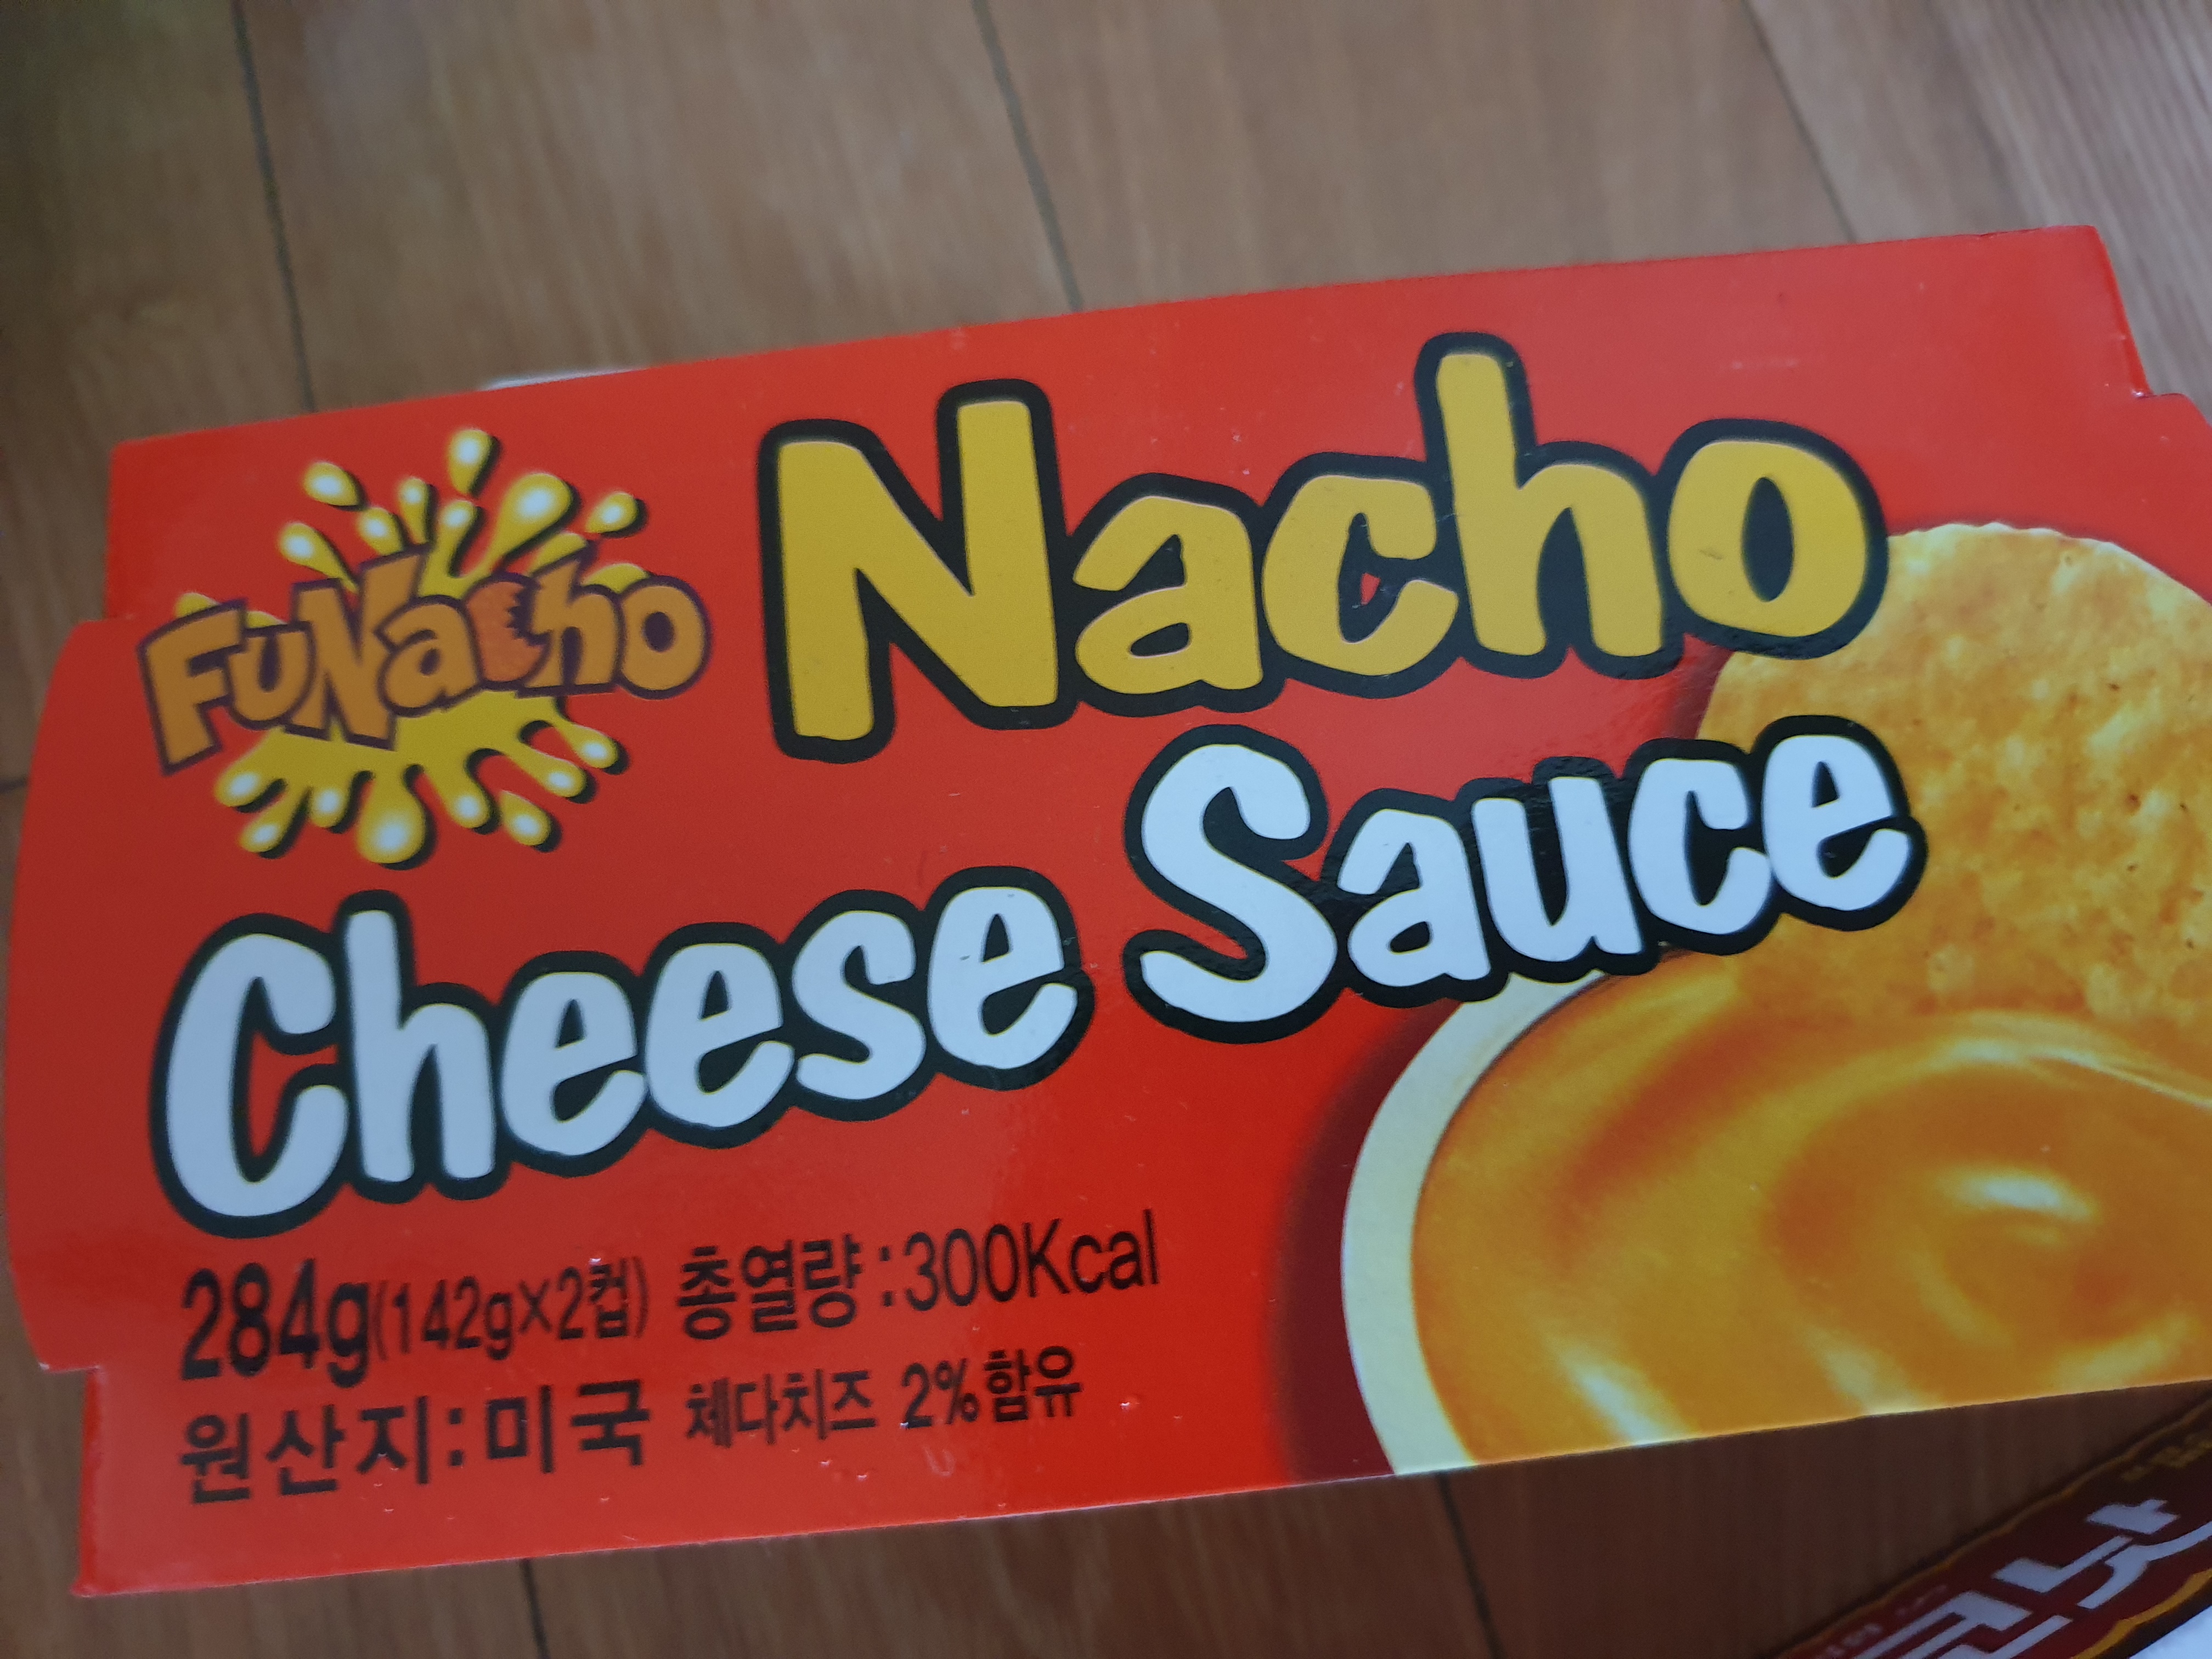 FuNacho
Nacho
Cheese Sauce
284g(142g×2컵) 총열량:300Kcal
원산지:미국 체다치즈 2%함유